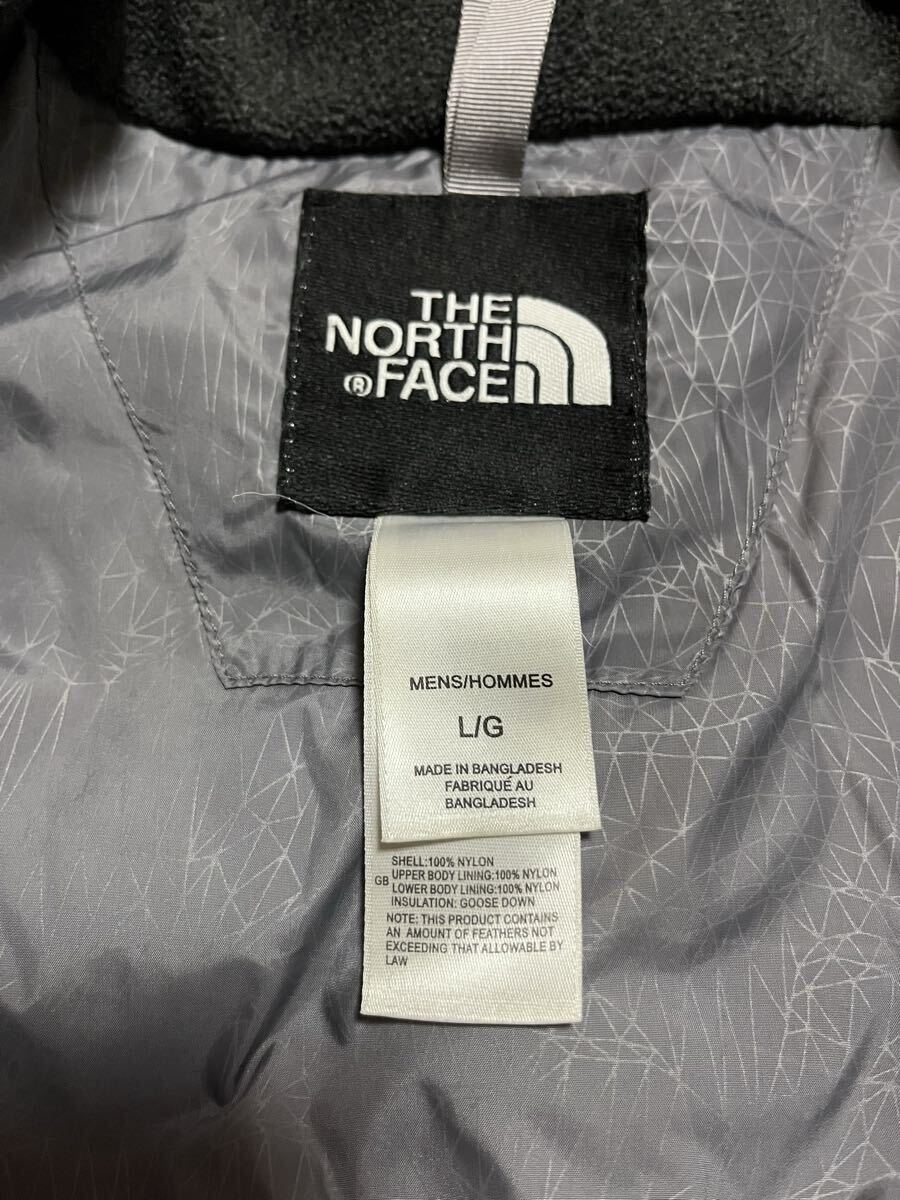 THE
NORTH
® FACE
MENS/HOMMES
L/G
MADE IN BANGLADESH
FABRIQUÉ AU
BANGLADESH
SHELL:100% NYLON
GB UPPER BODY LINING:100% NYLON
LOWER BODY LINING:100% NYLON
INSULATION: GOOSE DOWN
NOTE: THIS PRODUCT CONTAINS
AN AMOUNT OF FEATHERS NOT
EXCEEDING THAT ALLOWABLE BY
LAW